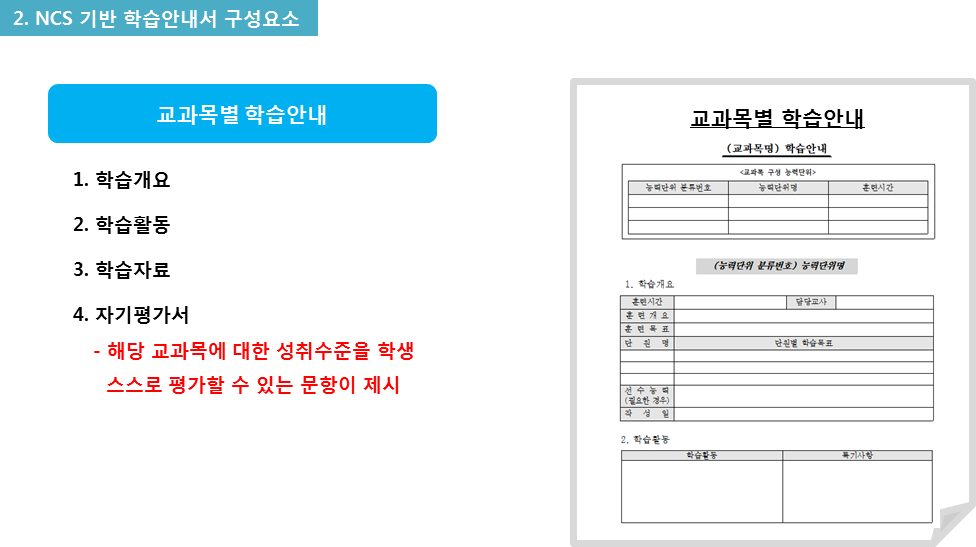 2. NCS 기반 학습안내서 구성요소
교과목별 학습안내
1. 학습개요
2. 학습활동
3. 학습자료
4. 자기평가서
- 해당 교과목에 대한 성취수준을 학생
스스로 평가할 수 있는 문항이 제시
교과목별 학습안내
(교과목명) 학습안내
<교과목 구성 능력단위>
능력단위 분류번호 능력단위명 훈련시간
(능력단위 분류번호) 능력단위명
1. 학습개요
훈련시간 담당교사
훈 련 개 요
훈 련 목 표
단 원 명 단원별 학습목표
선 수 능 력
(필요한 경우)
작 성 일
2. 학습활동
학습활동 특기사항